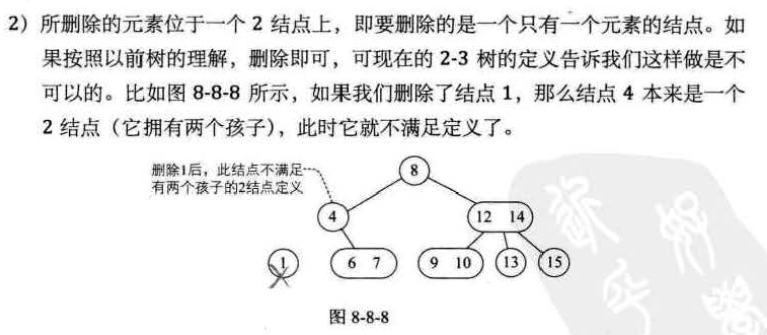 2）所删除的元素位于一个 2 结点上，即要删除的是一个只有一个元素的结点。如
果按照以前树的理解，删除即可，可现在的 2-3 树的定义告诉我们这样做是不
可以的。比如图 8-8-8 所示，如果我们删除了结点 1，那么结点 4 本来是一个
2 结点（它拥有两个孩子），此时它就不满足定义了。
删除1后，此结点不满足
有两个孩子的2结点定义
8
4
12 14
1
6 7
9 10
13
15
图 8-8-8